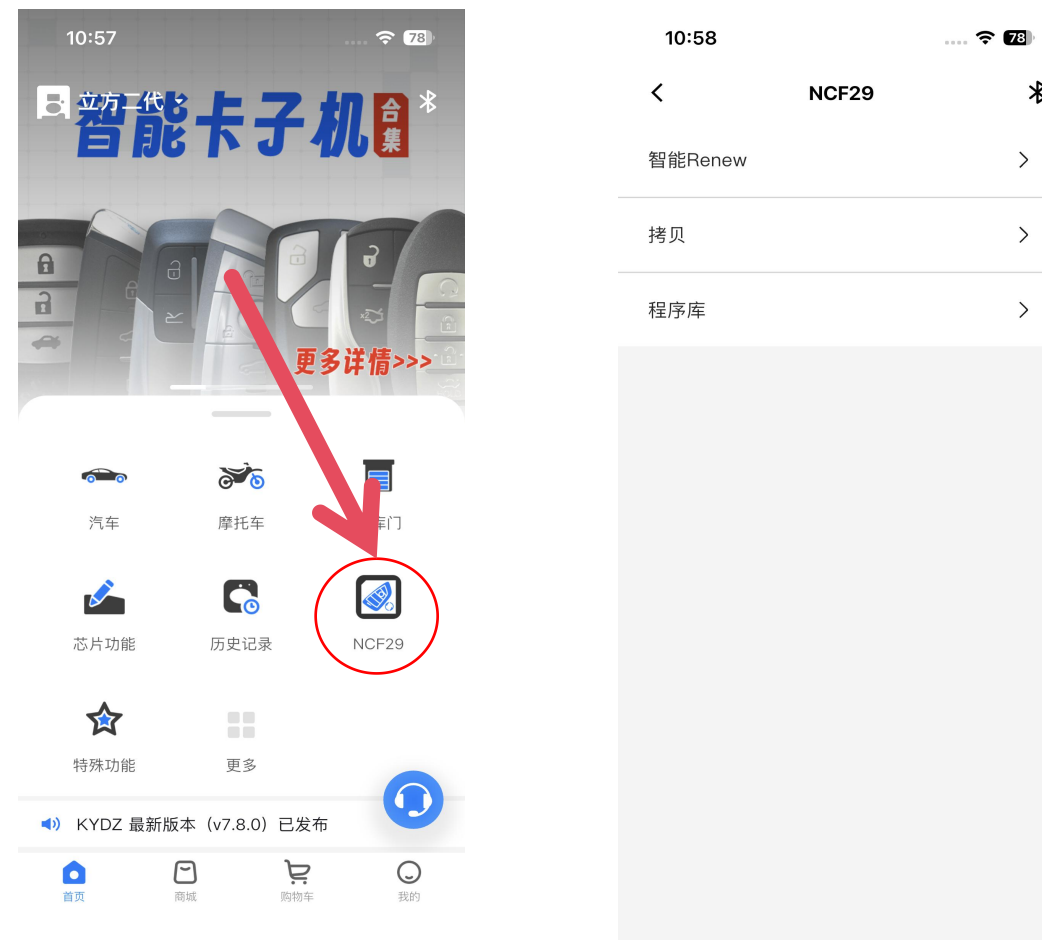 10:57
78
立方二代
智能卡子机合集
更多详情>>>
汽车
摩托车
库门
芯片功能
历史记录
NCF29
特殊功能
更多
KYDZ 最新版本（v7.8.0）已发布
首页
商城
购物车
我的
10:58
78
NCF29
智能Renew
拷贝
程序库